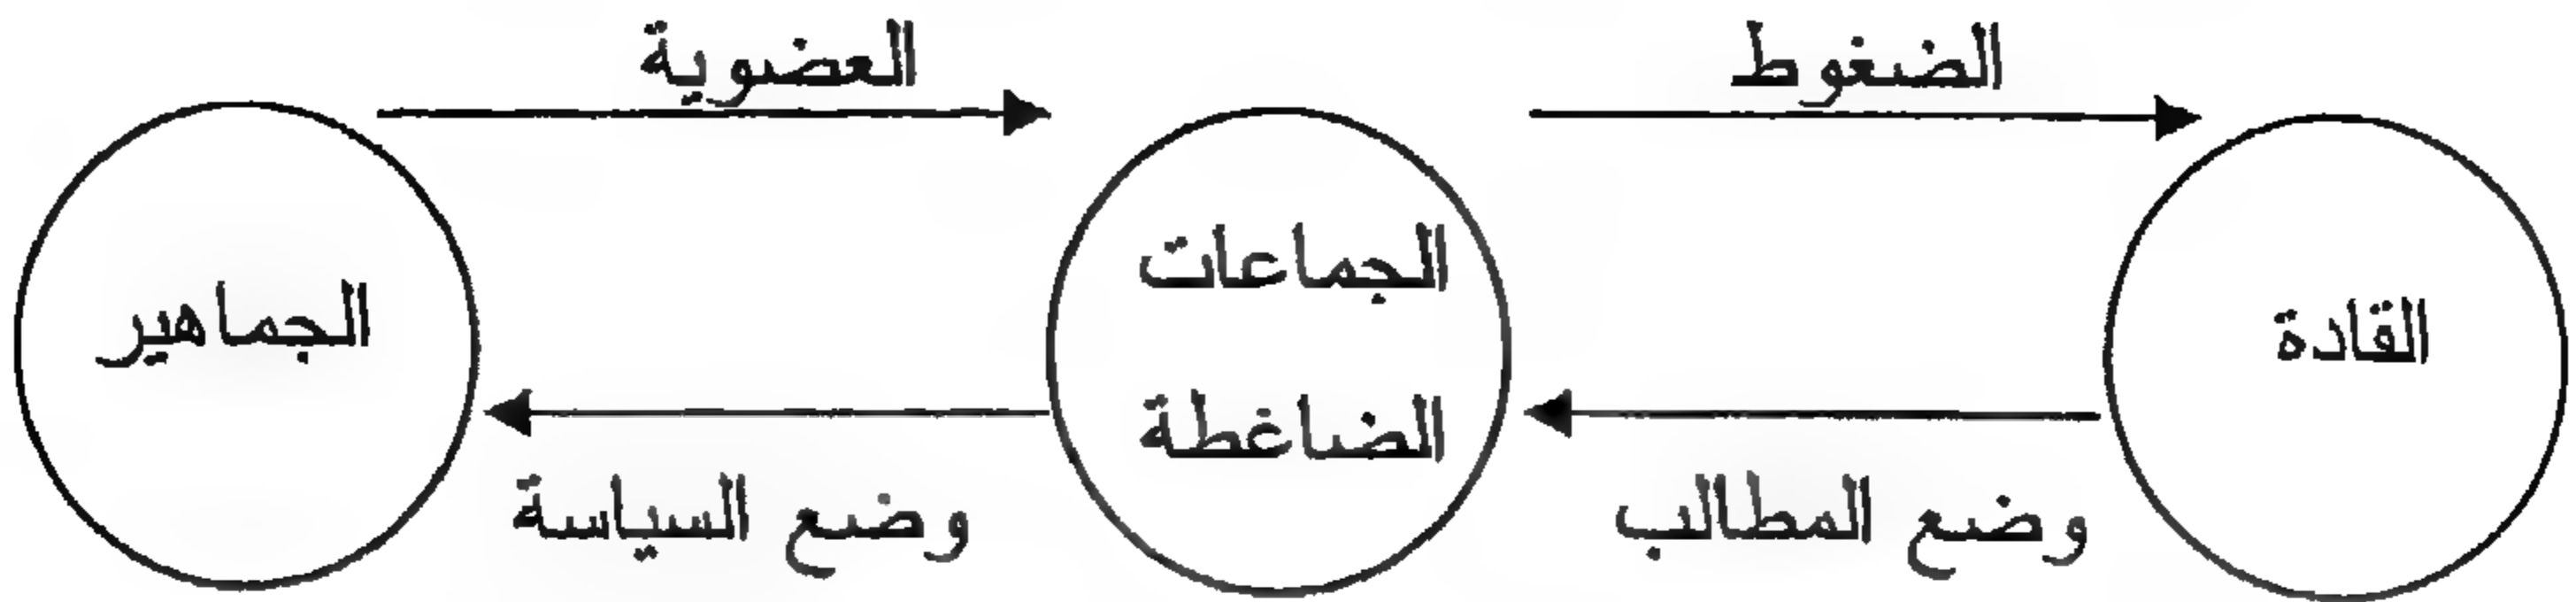 الضغوط
العضوية
القادة
الجماعات
الضاغطة
الجماهير
وضع المطالب
وضع السياسة